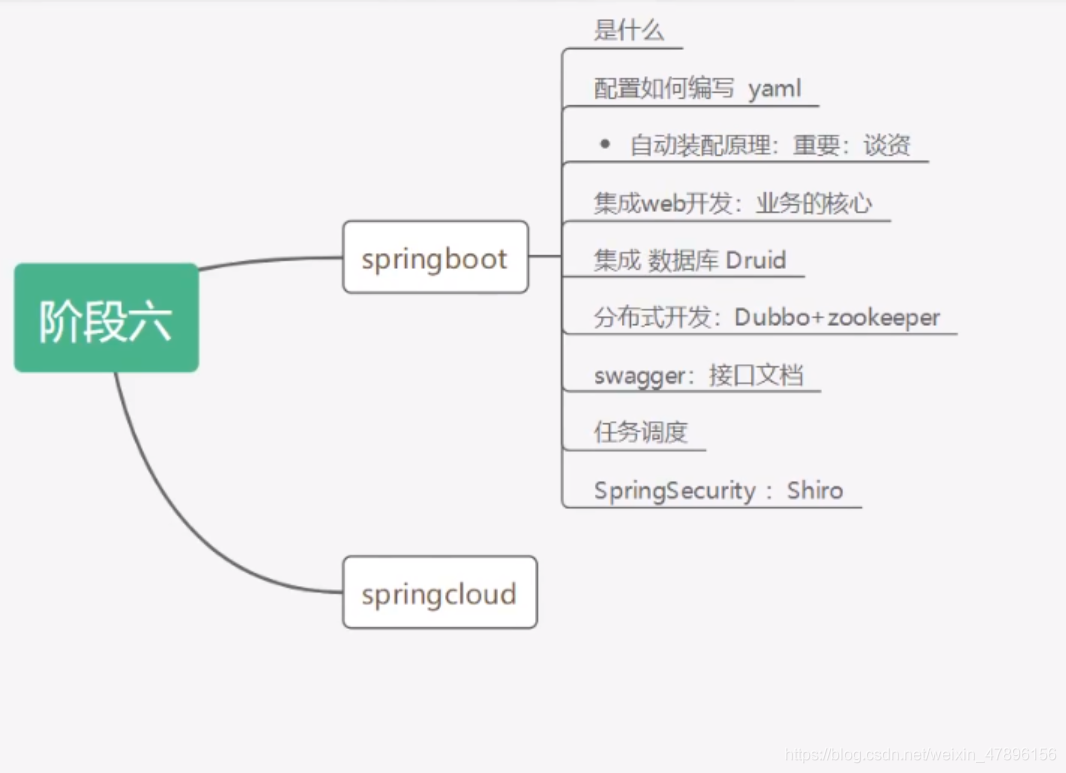 阶段六
springboot
是什么
配置如何编写 yaml
• 自动装配原理：重要：谈资
集成web开发：业务的核心
集成 数据库 Druid
分布式开发：Dubbo+zookeeper
swagger：接口文档
任务调度
SpringSecurity ：Shiro
springcloud
https://blog.csdn.net/weixin_47896156